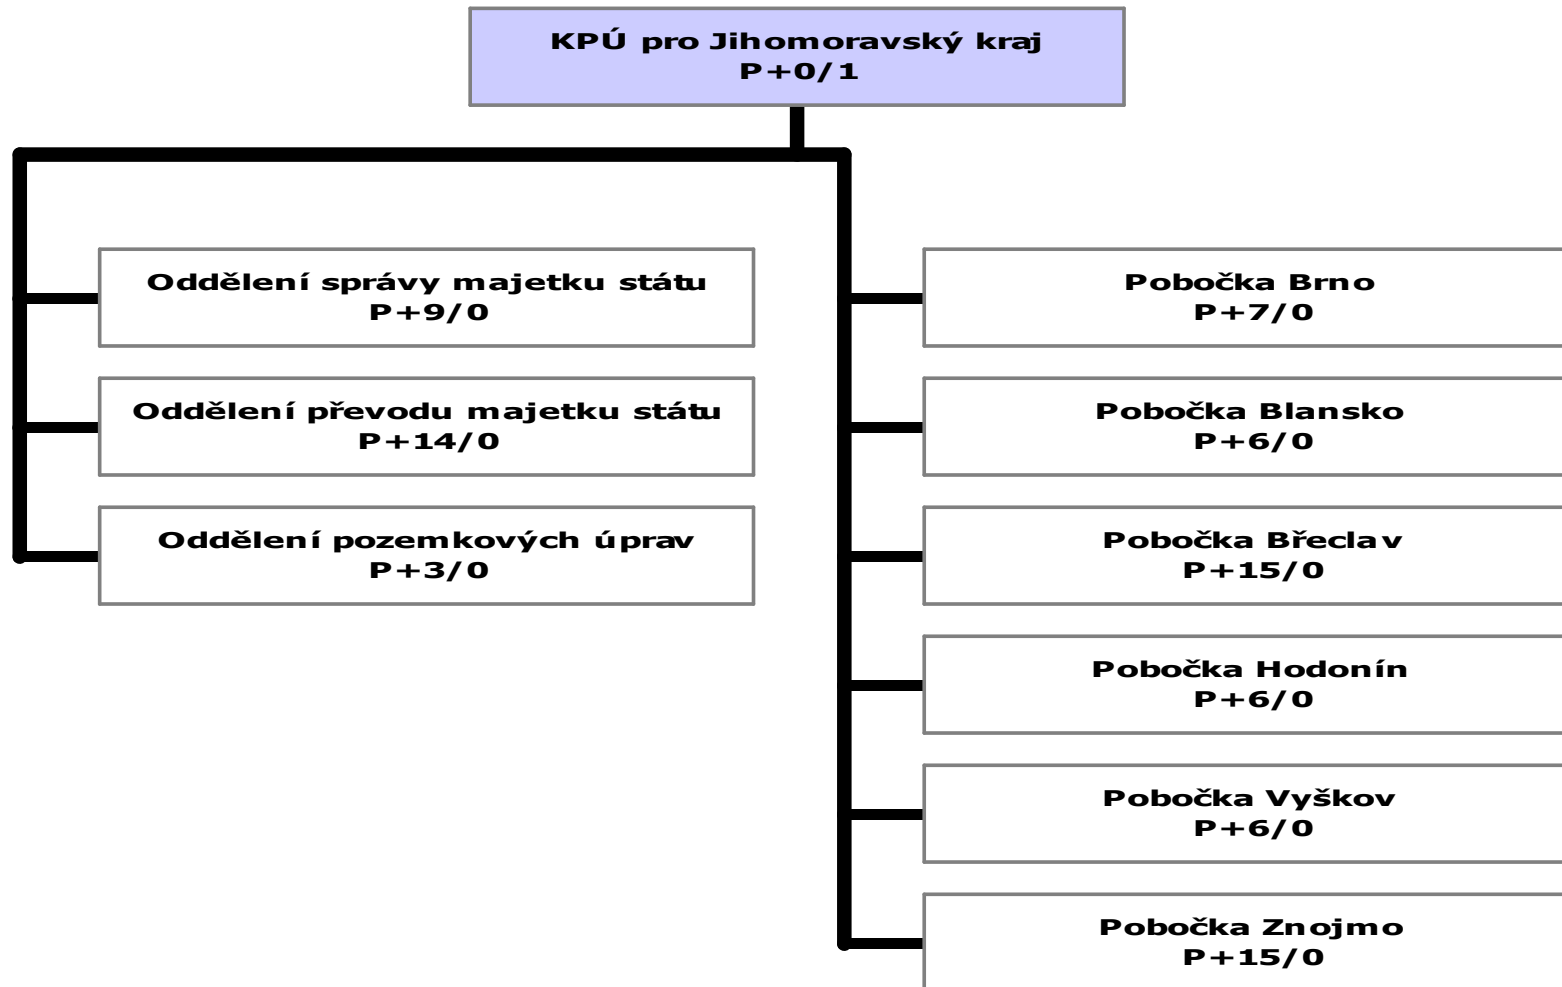 KPÚ pro Jihomoravský kraj
P+0/1
Oddělení správy majetku státu
P+9/0
Oddělení převodu majetku státu
P+14/0
Oddělení pozemkových úprav
P+3/0
Pobočka Brno
P+7/0
Pobočka Blansko
P+6/0
Pobočka Břeclav
P+15/0
Pobočka Hodonín
P+6/0
Pobočka Vyškov
P+6/0
Pobočka Znojmo
P+15/0